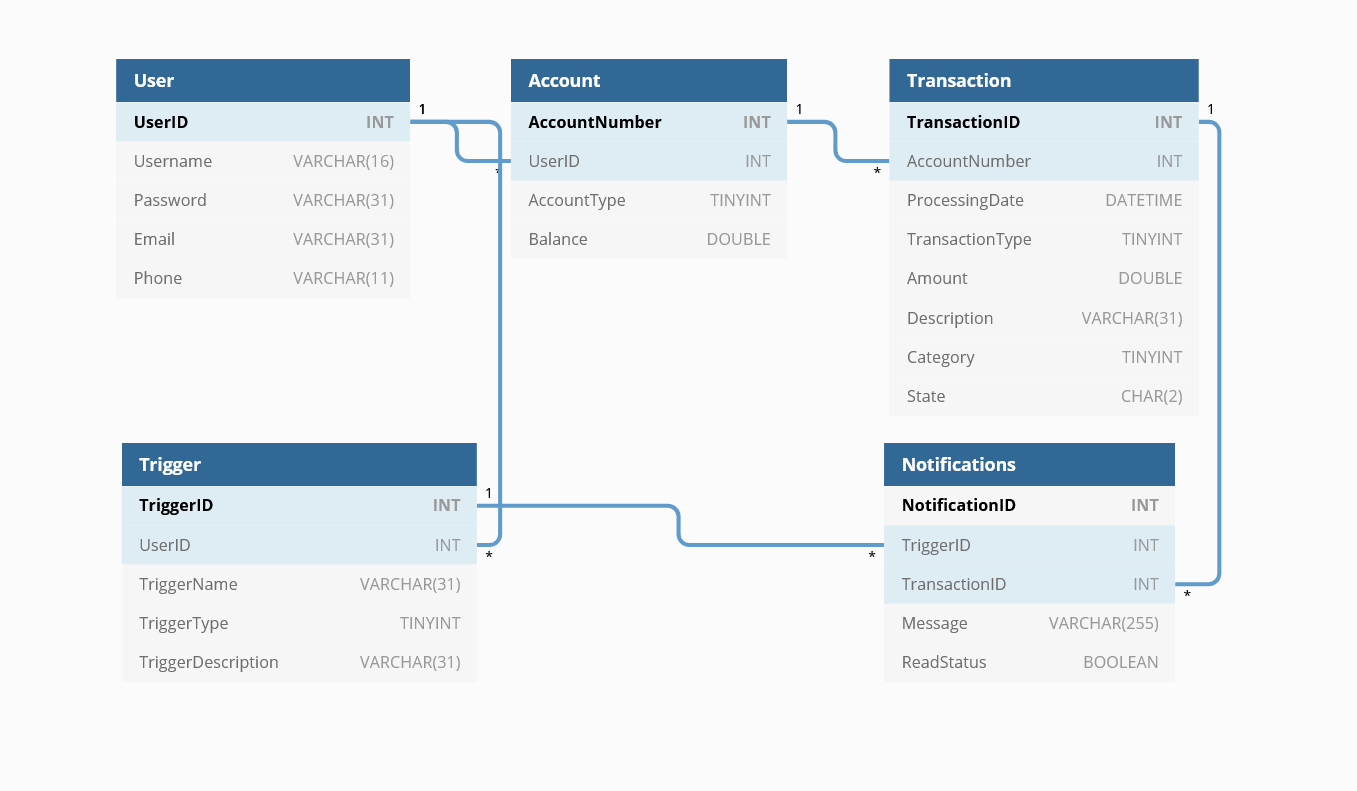 User
UserID INT
Username VARCHAR(16)
Password VARCHAR(31)
Email VARCHAR(31)
Phone VARCHAR(11)
1
*
Account
AccountNumber INT
UserID INT
AccountType TINYINT
Balance DOUBLE
1
*
Transaction
TransactionID INT
AccountNumber INT
ProcessingDate DATETIME
TransactionType TINYINT
Amount DOUBLE
Description VARCHAR(31)
Category TINYINT
State CHAR(2)
1
Trigger
TriggerID INT
UserID INT
TriggerName VARCHAR(31)
TriggerType TINYINT
TriggerDescription VARCHAR(31)
1
*
*
Notifications
NotificationID INT
TriggerID INT
TransactionID INT
Message VARCHAR(255)
ReadStatus BOOLEAN
*